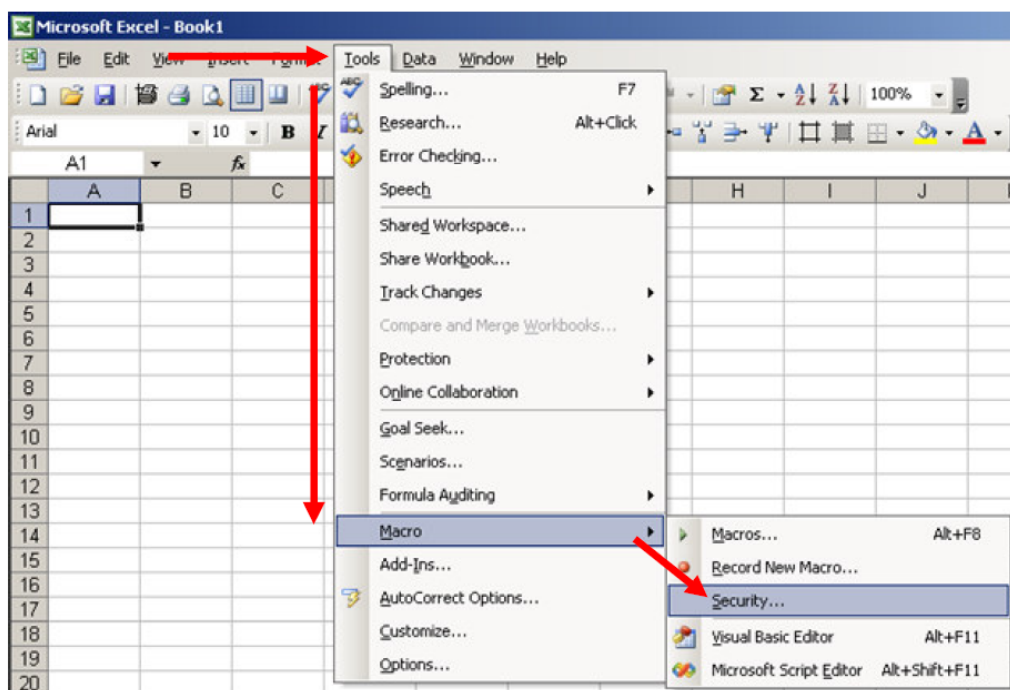 Microsoft Excel - Book1
File Edit View Insert Format Tools Data Window Help
Σ 100%
Arial 10 B I A
A1 fx
A B C H I J
Spelling... F7
Research... Alt+Click
Error Checking...
Speech
Shared Workspace...
Share Workbook...
Track Changes
Compare and Merge Workbooks...
Protection
Online Collaboration
Goal Seek...
Scenarios...
Formula Auditing
Macro
Add-Ins...
AutoCorrect Options...
Customize...
Options...
Macros... Alt+F8
Record New Macro...
Security...
Visual Basic Editor Alt+F11
Microsoft Script Editor Alt+Shift+F11
1
2
3
4
5
6
7
8
9
10
11
12
13
14
15
16
17
18
19
20